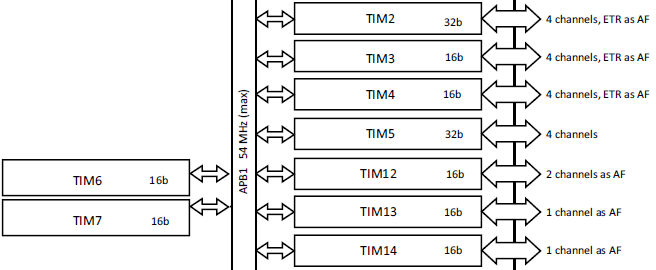 TIM2 32b 4 channels, ETR as AF
TIM3 16b 4 channels, ETR as AF
TIM4 16b 4 channels, ETR as AF
TIM5 32b 4 channels
TIM12 16b 2 channels as AF
TIM13 16b 1 channel as AF
TIM14 16b 1 channel as AF
APB1 54 MHz (max)
TIM6 16b
TIM7 16b